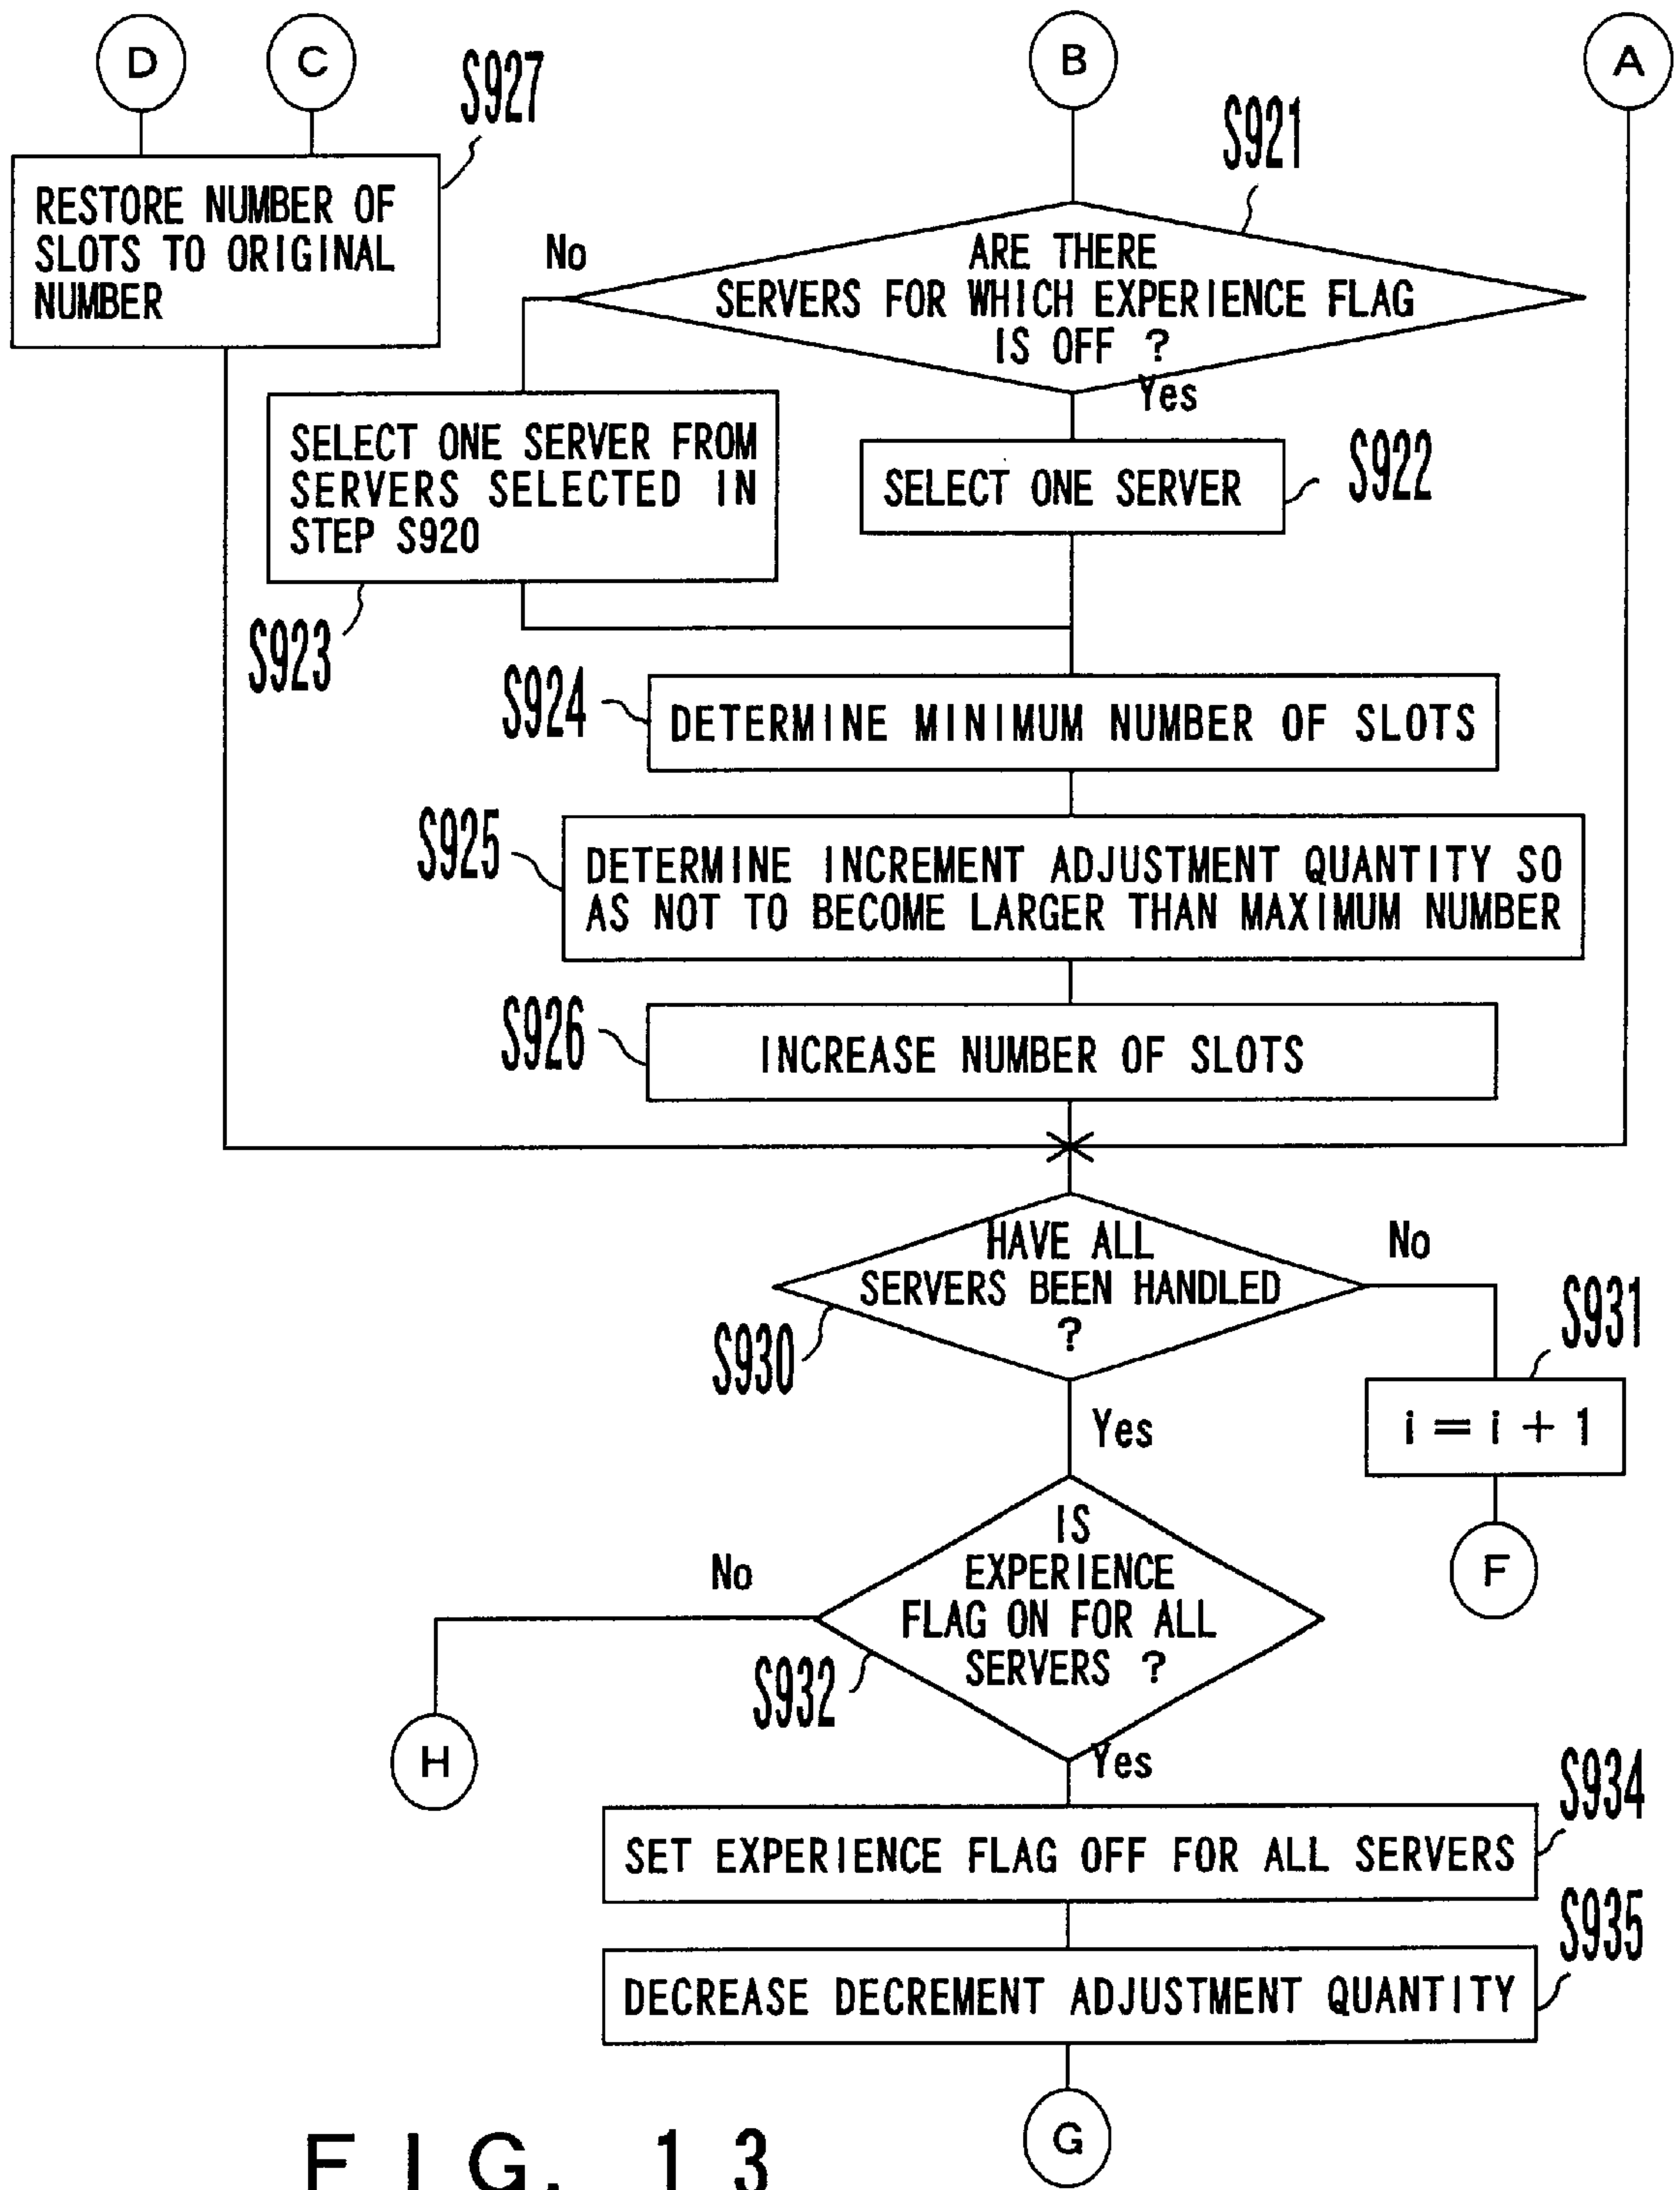 D
C
B
A
S927
S921
RESTORE NUMBER OF
SLOTS TO ORIGINAL
NUMBER
No
ARE THERE
SERVERS FOR WHICH EXPERIENCE FLAG
IS OFF ?
Yes
SELECT ONE SERVER FROM
SERVERS SELECTED IN
STEP S920
S923
SELECT ONE SERVER
S922
S924
DETERMINE MINIMUM NUMBER OF SLOTS
S925
DETERMINE INCREMENT ADJUSTMENT QUANTITY SO
AS NOT TO BECOME LARGER THAN MAXIMUM NUMBER
S926
INCREASE NUMBER OF SLOTS
HAVE ALL
SERVERS BEEN HANDLED
?
No
S930
S931
Yes
i = i + 1
F
IS
EXPERIENCE
FLAG ON FOR ALL
SERVERS ?
No
S932
H
Yes
S934
SET EXPERIENCE FLAG OFF FOR ALL SERVERS
S935
DECREASE DECREMENT ADJUSTMENT QUANTITY
G
FIG. 13